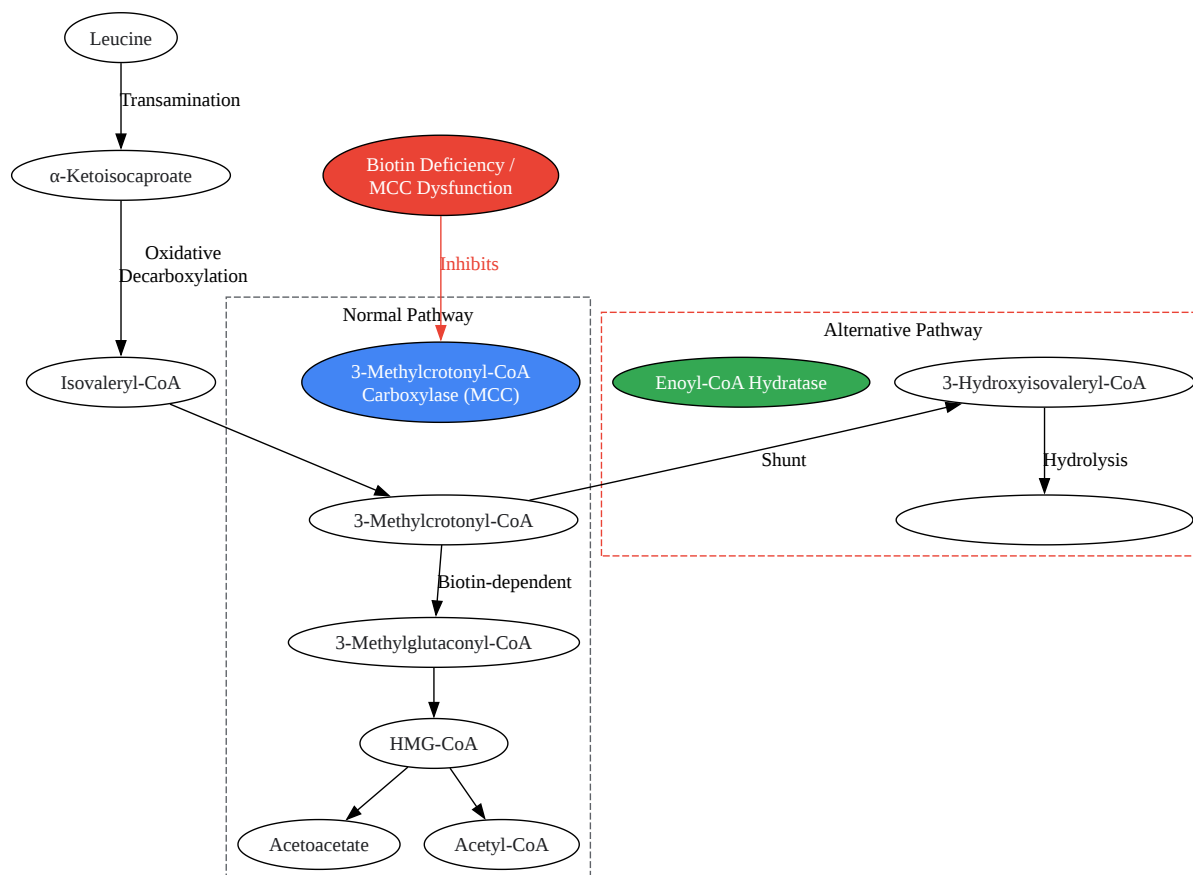 Leucine
Transamination
α-Ketoisocaproate
Biotin Deficiency /
MCC Dysfunction
Oxidative
Decarboxylation
Inhibits
Normal Pathway
Alternative Pathway
Isovaleryl-CoA
3-Methylcrotonyl-CoA
Carboxylase (MCC)
Enoyl-CoA Hydratase
3-Hydroxyisovaleryl-CoA
Shunt
Hydrolysis
3-Methylcrotonyl-CoA
Biotin-dependent
3-Methylglutaconyl-CoA
HMG-CoA
Acetoacetate
Acetyl-CoA